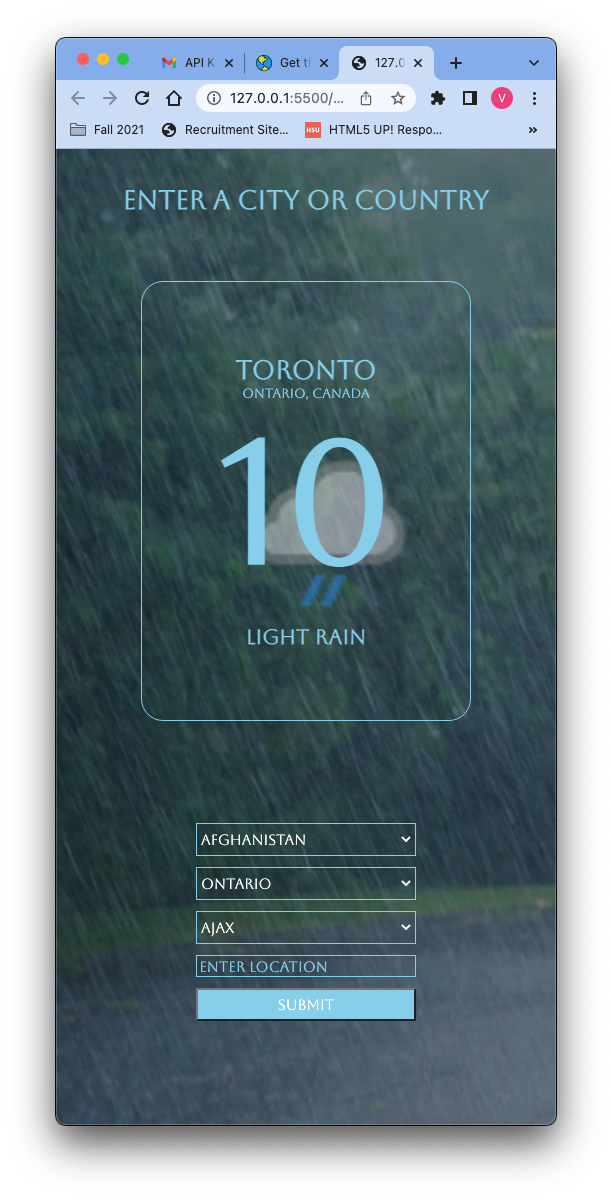 API K
Get t
127.0
127.0.0.1:5500/...
V
Fall 2021
Recruitment Site...
HSU
HTML5 UP! Respo...
»
ENTER A CITY OR COUNTRY
TORONTO
ONTARIO, CANADA
10
LIGHT RAIN
AFGHANISTAN
ONTARIO
AJAX
ENTER LOCATION
SUBMIT